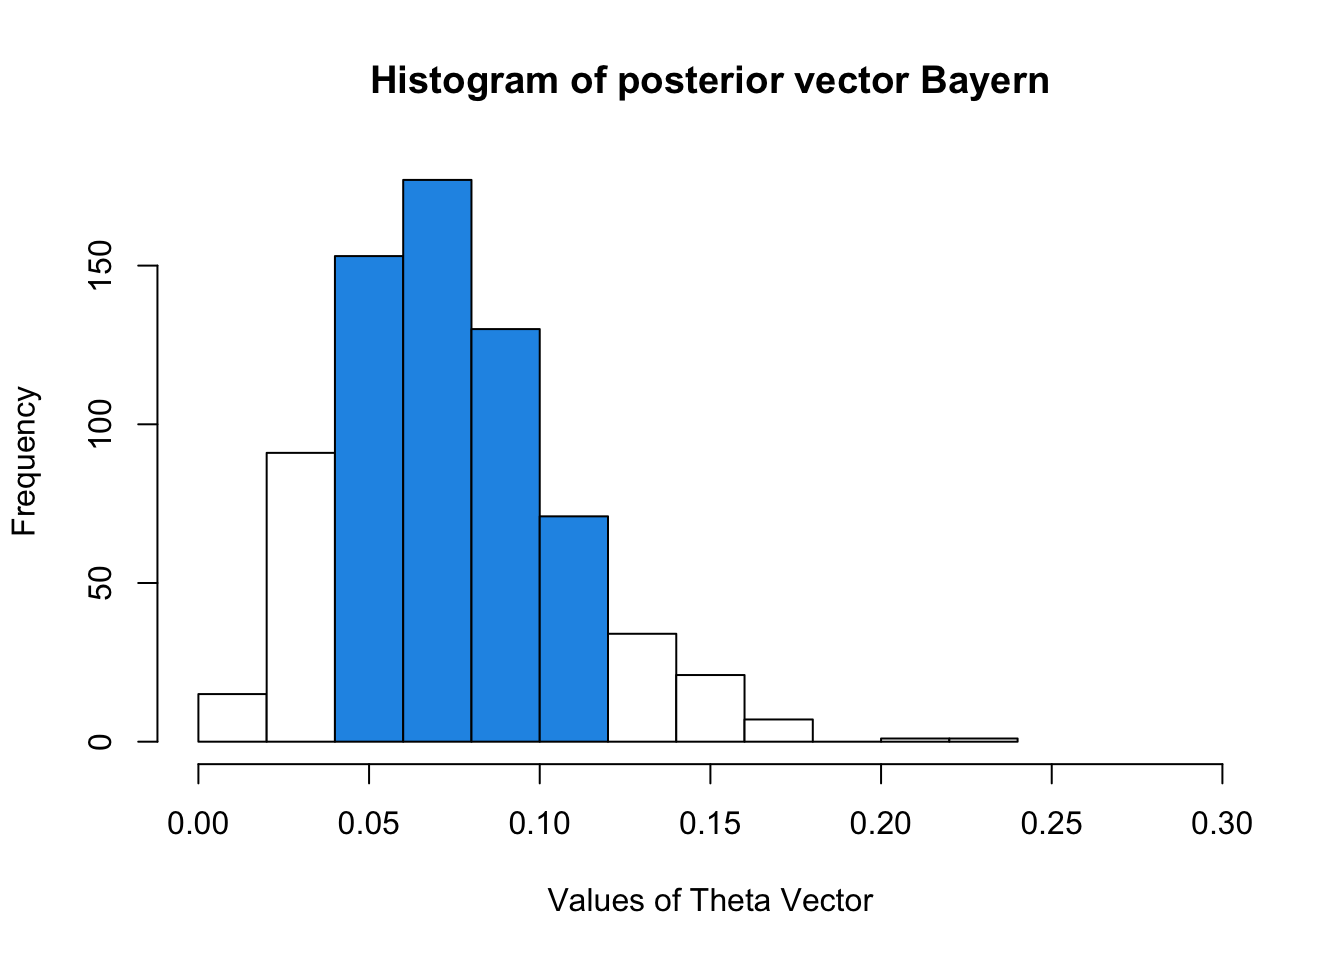 Histogram of posterior vector Bayern
Frequency
150
100
50
0
0.00 0.05 0.10 0.15 0.20 0.25 0.30
Values of Theta Vector